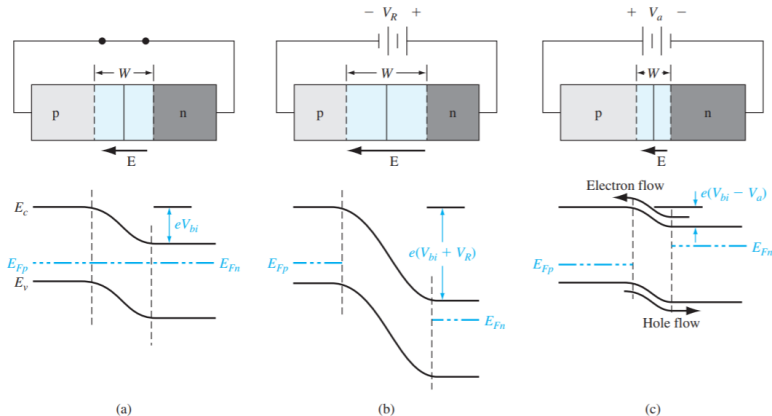 − V_R +
+ V_a −
W
W
W
p
n
p
n
p
n
E
E
E
Electron flow
e(V_bi − V_a)
E_c
eV_bi
e(V_bi + V_R)
E_Fp
E_Fn
E_Fp
E_Fn
E_Fp
E_Fn
E_v
Hole flow
(a)
(b)
(c)